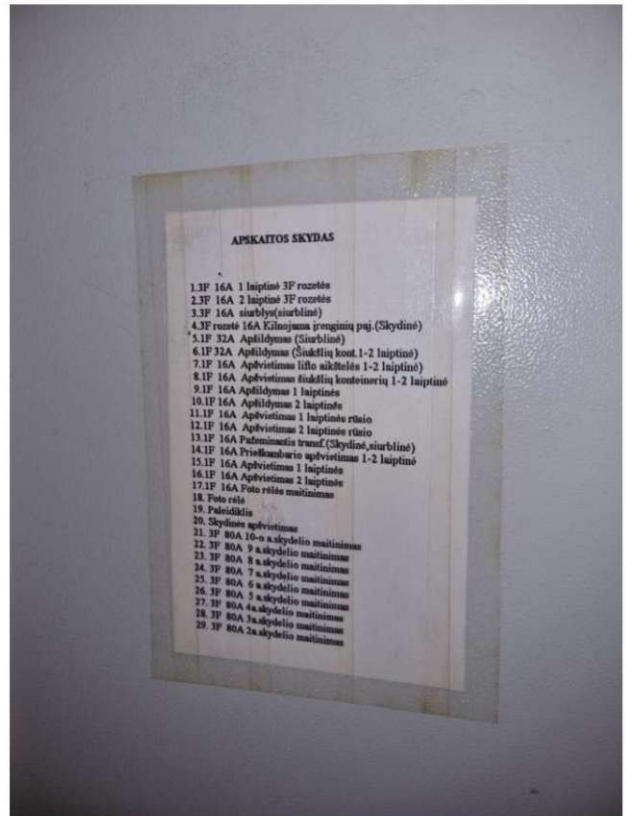 APSKAITOS SKYDAS
1.3F 16A 1 laiptinė 3F rozetės
2.3F 16A 2 laiptinė 3F rozetės
3.3F 16A siurblys(siurblinė)
4.3F rozetė 16A Kilnojama įrenginių paj.(Skydinė)
5.1F 32A Apšildymas (Siurblinė)
6.1F 32A Apšildymas (Šiukšlių kont.1-2 laiptinė)
7.1F 16A Apšvietimas lifto aikštelės 1-2 laiptinė)
8.1F 16A Apšvietimas šiukšlių konteinerių 1-2 laiptinė
9.1F 16A Apšildymas 1 laiptinės
10.1F 16A Apšildymas 2 laiptinės
11.1F 16A Apšvietimas 1 laiptinės rūsio
12.1F 16A Apšvietimas 2 laiptinės rūsio
13.1F 16A Pažeminantis transf.(Skydinė,siurblinė)
14.1F 16A Prieškambario apšvietimas 1-2 laiptinė
15.1F 16A Apšvietimas 1 laiptinės
16.1F 16A Apšvietimas 2 laiptinės
17.1F 16A Foto rėlės maitinimas
18. Foto rėlė
19. Paleidiklis
20. Skydinės apšvietimas
21. 3F 80A 10-o a.skydelio maitinimas
22. 3F 80A 9 a.skydelio maitinimas
23. 3F 80A 8 a.skydelio maitinimas
24. 3F 80A 7 a.skydelio maitinimas
25. 3F 80A 6 a.skydelio maitinimas
26. 3F 80A 5 a.skydelio maitinimas
27. 3F 80A 4a.skydelio maitinimas
28. 3F 80A 3a.skydelio maitinimas
29. 3F 80A 2a.skydelio maitinimas